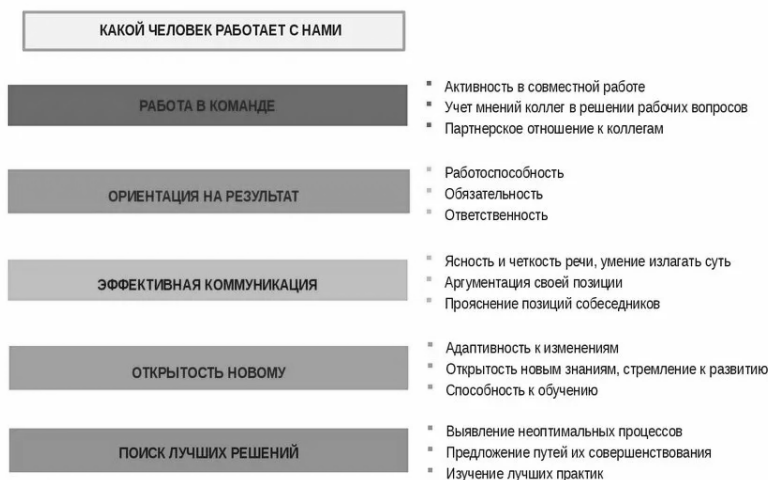 КАКОЙ ЧЕЛОВЕК РАБОТАЕТ С НАМИ
РАБОТА В КОМАНДЕ
Активность в совместной работе
Учет мнений коллег в решении рабочих вопросов
Партнерское отношение к коллегам
ОРИЕНТАЦИЯ НА РЕЗУЛЬТАТ
Работоспособность
Обязательность
Ответственность
ЭФФЕКТИВНАЯ КОММУНИКАЦИЯ
Ясность и четкость речи, умение излагать суть
Аргументация своей позиции
Прояснение позиций собеседников
ОТКРЫТОСТЬ НОВОМУ
Адаптивность к изменениям
Открытость новым знаниям, стремление к развитию
Способность к обучению
ПОИСК ЛУЧШИХ РЕШЕНИЙ
Выявление неоптимальных процессов
Предложение путей их совершенствования
Изучение лучших практик